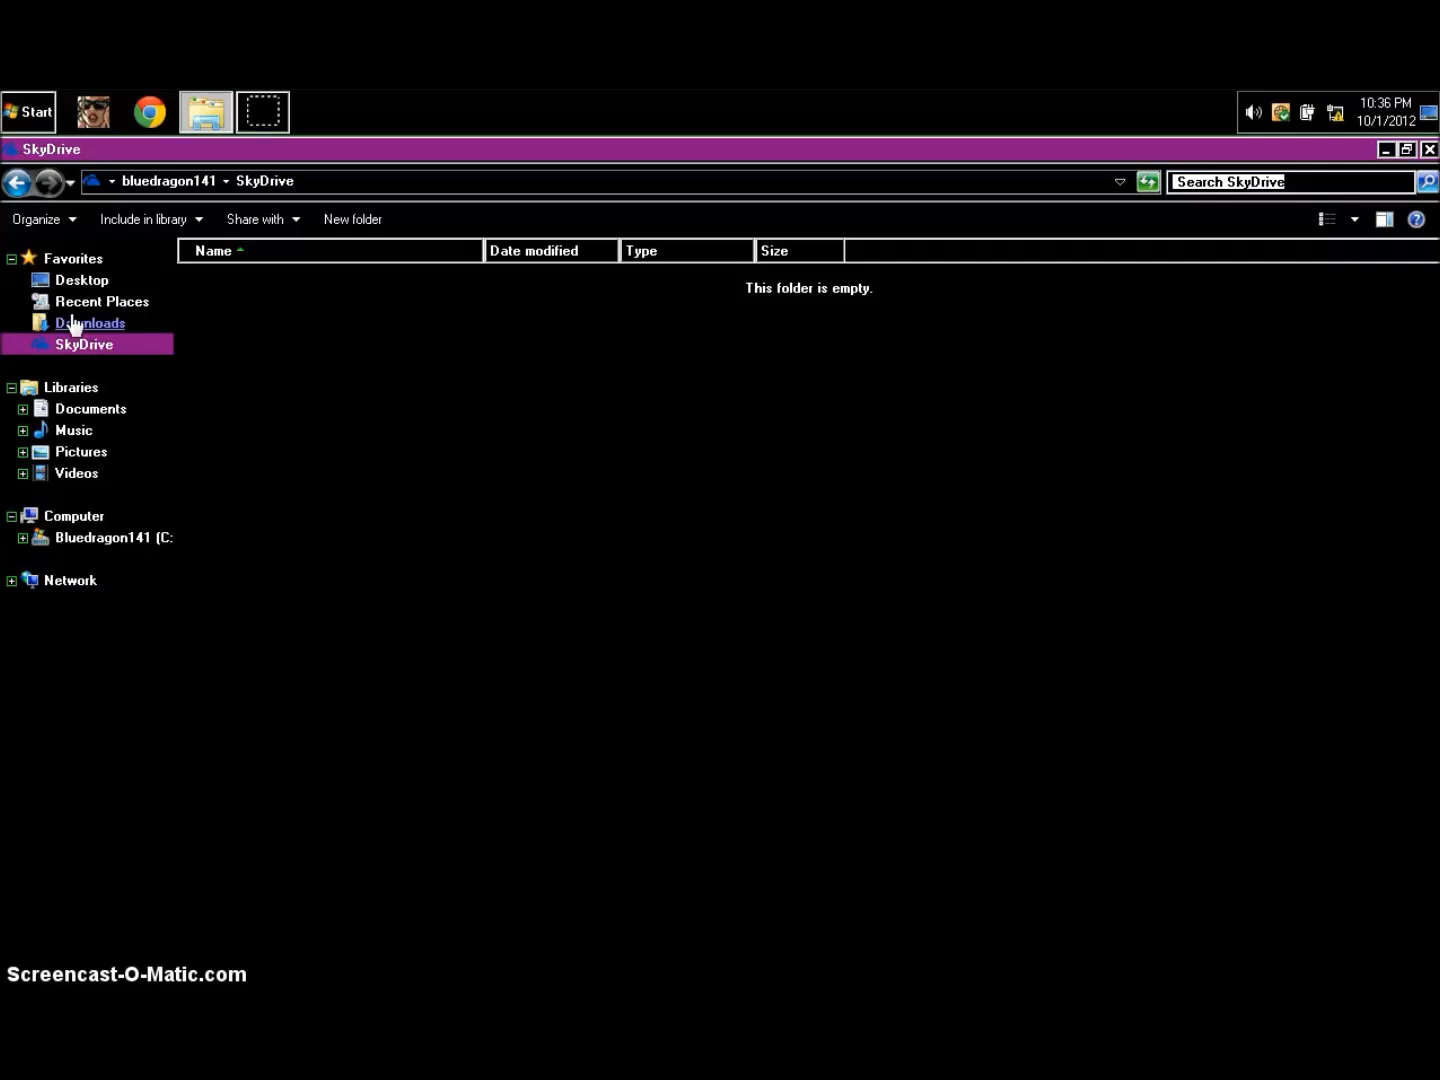 Start
10:36 PM
10/1/2012
SkyDrive
bluedragon141 SkyDrive
Search SkyDrive
Organize Include in library Share with New folder
Name Date modified Type Size
This folder is empty.
Favorites
Desktop
Recent Places
Downloads
SkyDrive
Libraries
Documents
Music
Pictures
Videos
Computer
Bluedragon141 (C:
Network
Screencast-O-Matic.com